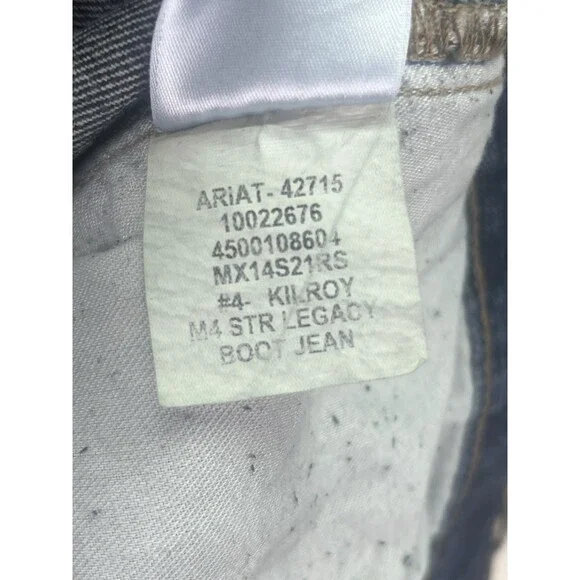 ARIAT- 42715
10022676
4500108604
MX14S21RS
#4- KILROY
M4 STR LEGACY
BOOT JEAN